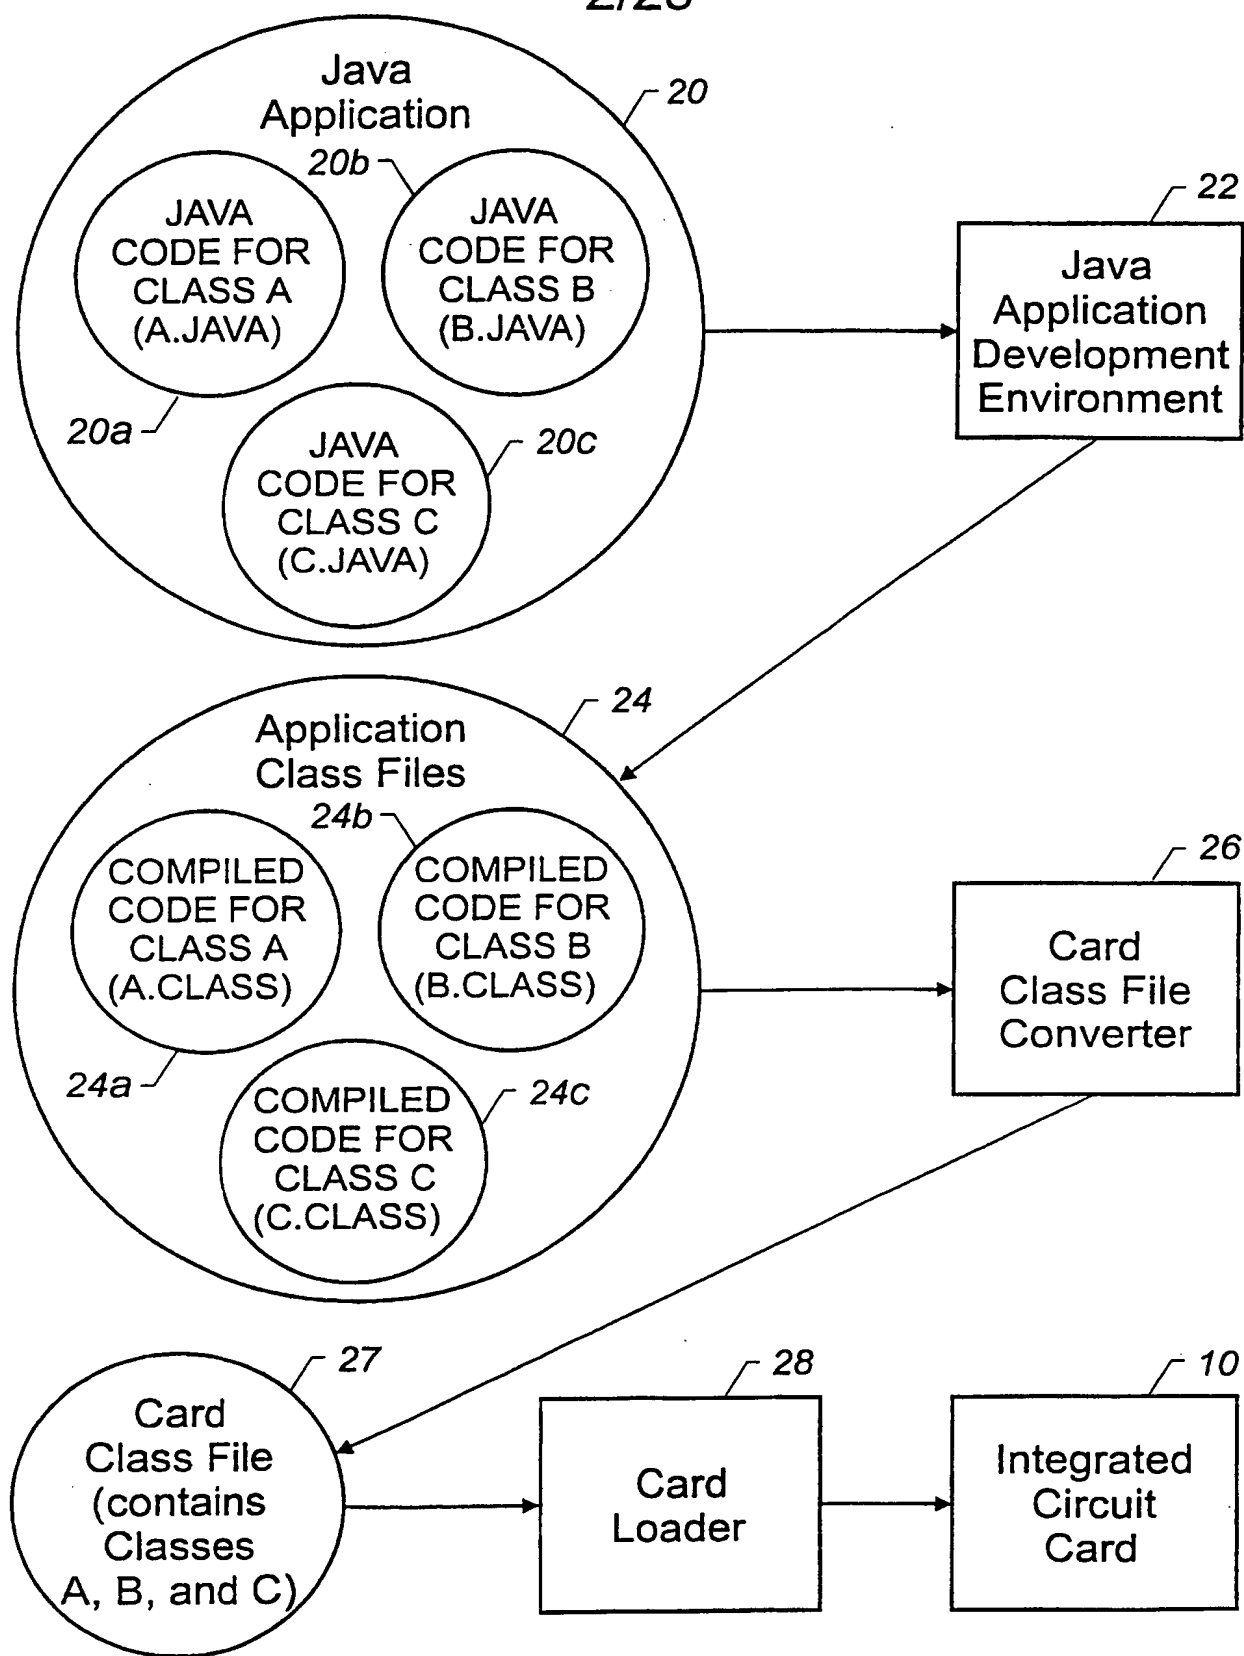 2/23
Java
Application
20
20b
JAVA
CODE FOR
CLASS A
(A.JAVA)
JAVA
CODE FOR
CLASS B
(B.JAVA)
22
Java
Application
Development
Environment
20a
JAVA
CODE FOR
CLASS C
(C.JAVA)
20c
24
Application
Class Files
24b
COMPILED
CODE FOR
CLASS A
(A.CLASS)
COMPILED
CODE FOR
CLASS B
(B.CLASS)
26
Card
Class File
Converter
24a
COMPILED
CODE FOR
CLASS C
(C.CLASS)
24c
27
Card
Class File
(contains
Classes
A, B, and C)
28
Card
Loader
10
Integrated
Circuit
Card